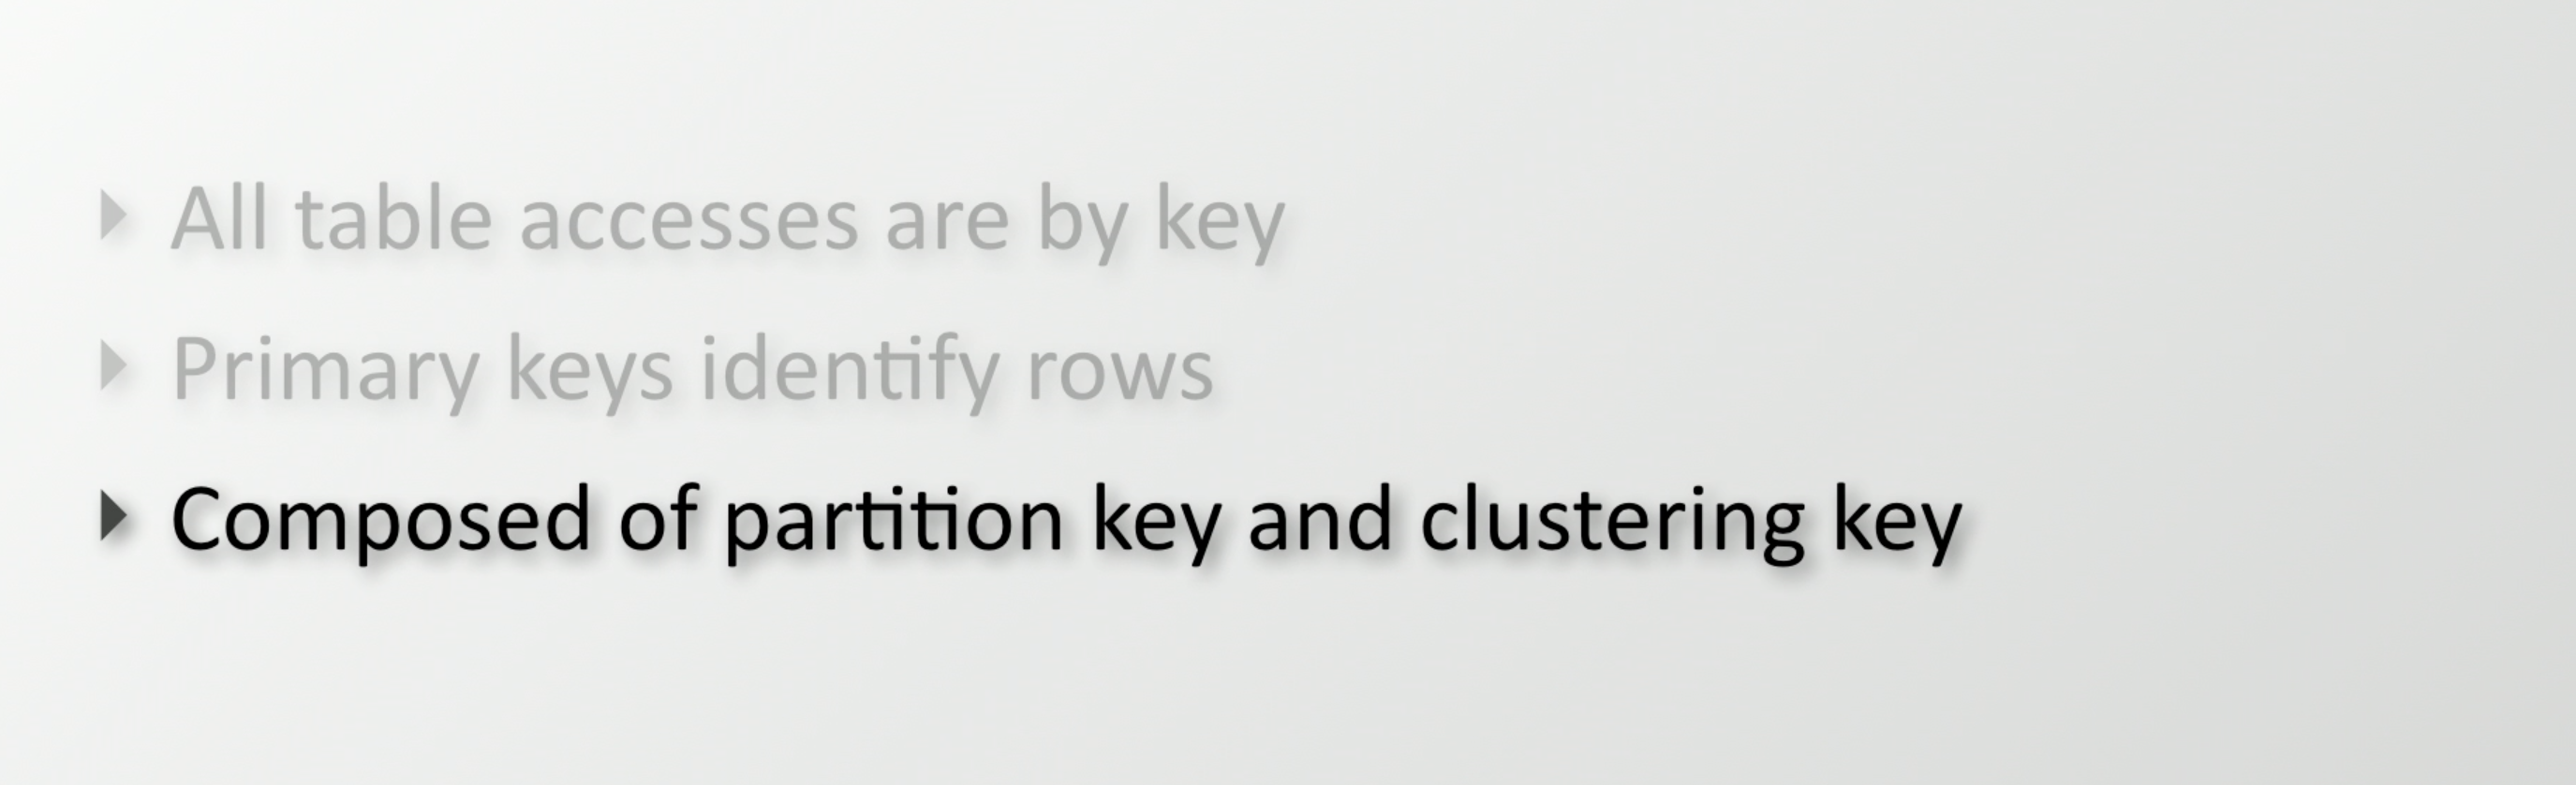 All table accesses are by key
Primary keys identify rows
Composed of partition key and clustering key